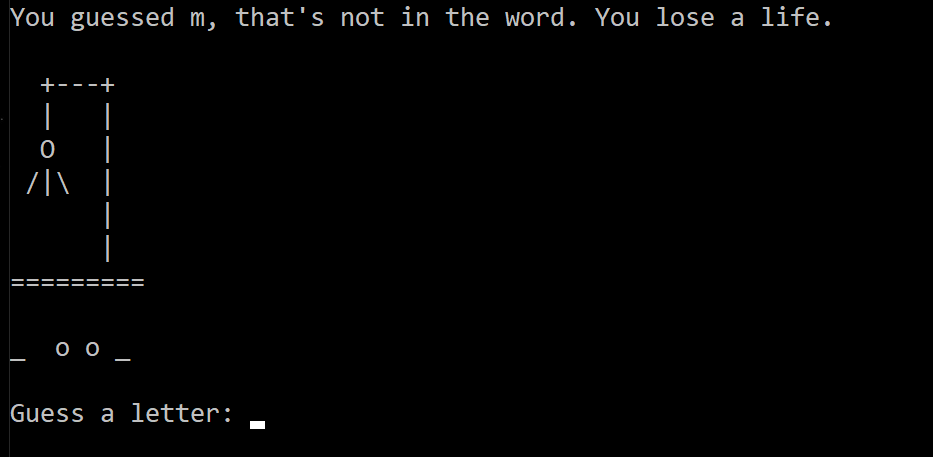 You guessed m, that's not in the word. You lose a life.

  +---+
  |   |
  O   |
 /|\  |
      |
      |
=========

_  o o _

Guess a letter: